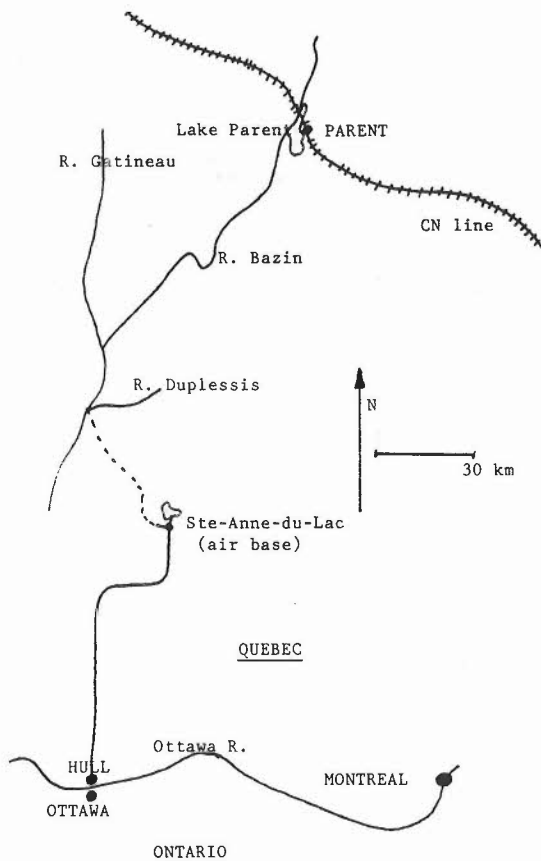 Lake Parent
PARENT
R. Gatineau
CN line
R. Bazin
R. Duplessis
N
30 km
Ste-Anne-du-Lac
(air base)
QUEBEC
Ottawa R.
HULL
MONTREAL
OTTAWA
ONTARIO